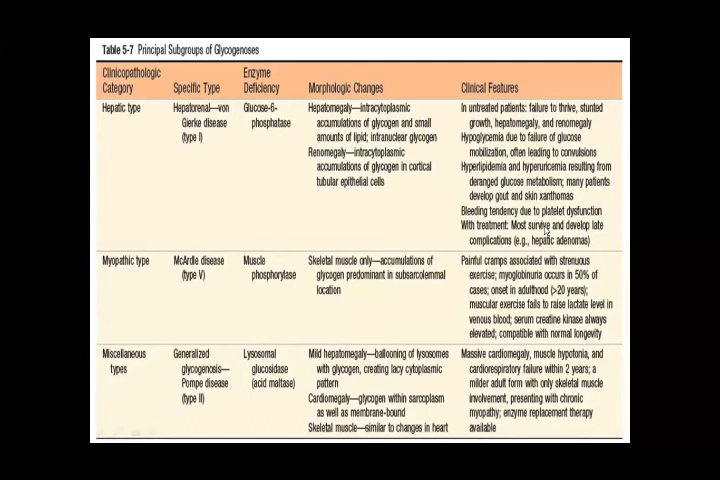 Table 5-7 Principal Subgroups of Glycogenoses
Clinicopathologic Category
Specific Type
Enzyme Deficiency
Morphologic Changes
Clinical Features
Hepatic type
Hepatorenal—von
Gierke disease
(type I)
Glucose-6-
phosphatase
Hepatomegaly—intracytoplasmic
accumulations of glycogen and small
amounts of lipid; intranuclear glycogen
Renomegaly—intracytoplasmic
accumulations of glycogen in cortical
tubular epithelial cells
In untreated patients: failure to thrive, stunted
growth, hepatomegaly, and renomegaly
Hypoglycemia due to failure of glucose
mobilization, often leading to convulsions
Hyperlipidemia and hyperuricemia resulting from
deranged glucose metabolism; many patients
develop gout and skin xanthomas
Bleeding tendency due to platelet dysfunction
With treatment: Most survive and develop late
complications (e.g., hepatic adenomas)
Myopathic type
McArdle disease
(type V)
Muscle
phosphorylase
Skeletal muscle only—accumulations of
glycogen predominant in subsarcolemmal
location
Painful cramps associated with strenuous
exercise; myoglobinuria occurs in 50% of
cases; onset in adulthood (>20 years);
muscular exercise fails to raise lactate level in
venous blood; serum creatine kinase always
elevated; compatible with normal longevity
Miscellaneous
types
Generalized
glycogenosis—
Pompe disease
(type II)
Lysosomal
glucosidase
(acid maltase)
Mild hepatomegaly—ballooning of lysosomes
with glycogen, creating lacy cytoplasmic
pattern
Cardiomegaly—glycogen within sarcoplasm
as well as membrane-bound
Skeletal muscle—similar to changes in heart
Massive cardiomegaly, muscle hypotonia, and
cardiorespiratory failure within 2 years; a
milder adult form with only skeletal muscle
involvement, presenting with chronic
myopathy; enzyme replacement therapy
available